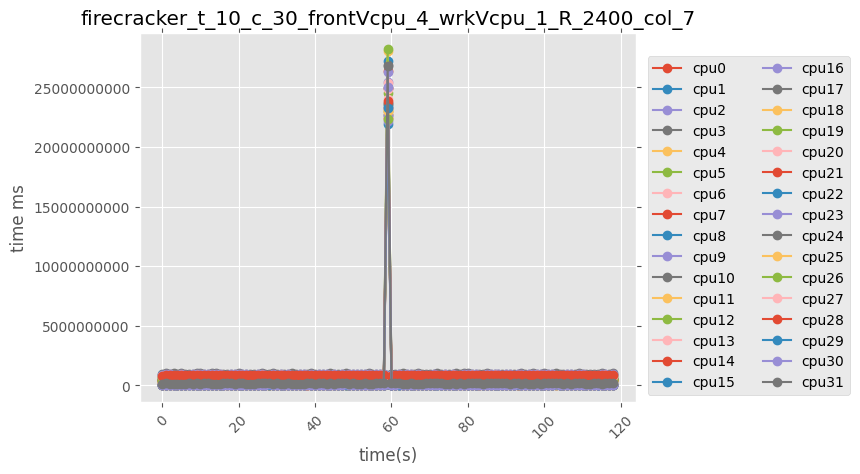 firecracker_t_10_c_30_frontVcpu_4_wrkVcpu_1_R_2400_col_7
time ms
25000000000
20000000000
15000000000
10000000000
5000000000
0
0
20
40
60
80
100
120
time(s)
cpu0
cpu1
cpu2
cpu3
cpu4
cpu5
cpu6
cpu7
cpu8
cpu9
cpu10
cpu11
cpu12
cpu13
cpu14
cpu15
cpu16
cpu17
cpu18
cpu19
cpu20
cpu21
cpu22
cpu23
cpu24
cpu25
cpu26
cpu27
cpu28
cpu29
cpu30
cpu31